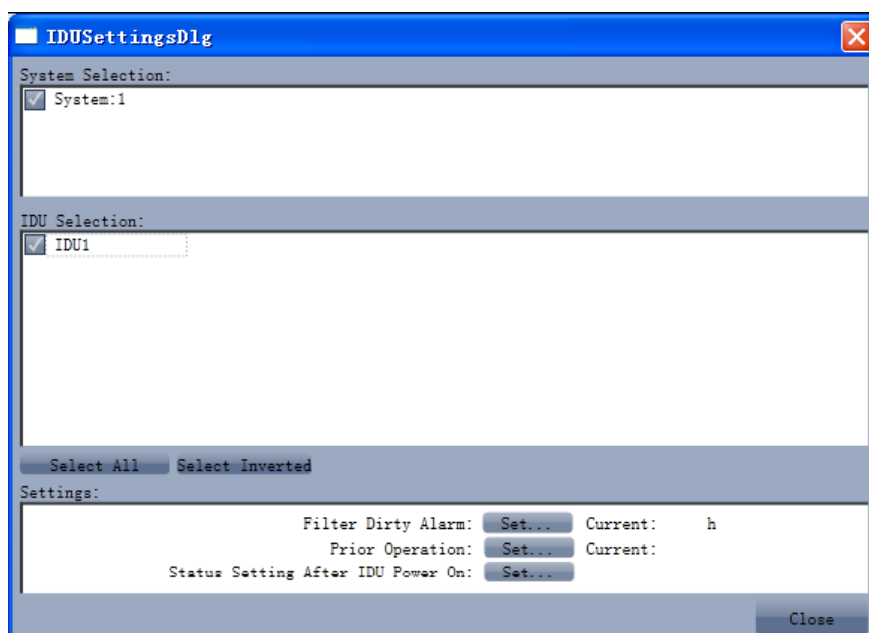 IDUSettingsDlg
System Selection:
System:1
IDU Selection:
IDU1
Select All Select Inverted
Settings:
Filter Dirty Alarm: Set... Current: h
Prior Operation: Set... Current:
Status Setting After IDU Power On: Set...
Close